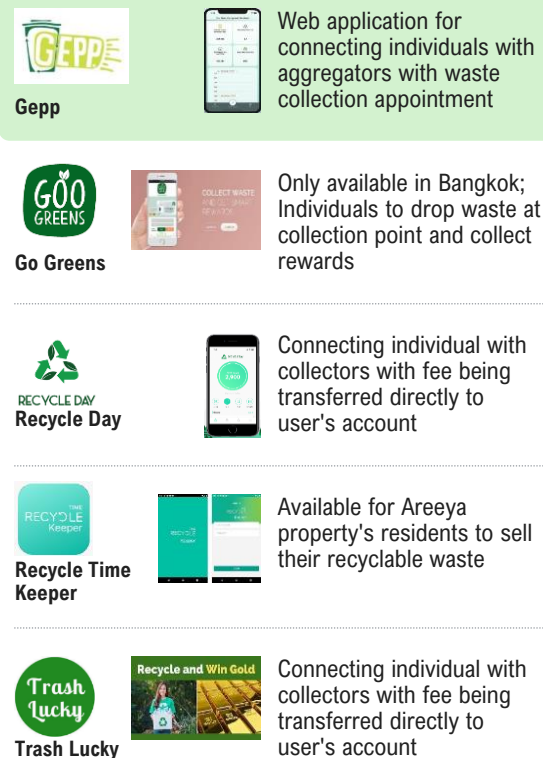 GEPP
Gepp
Web application for
connecting individuals with
aggregators with waste
collection appointment
GOO
GREENS
Go Greens
COLLECT WASTE
AND GET SMART
REWARDS
Only available in Bangkok;
Individuals to drop waste at
collection point and collect
rewards
RECYCLE DAY
Recycle Day
Connecting individual with
collectors with fee being
transferred directly to
user's account
TIME
RECYCLE
Keeper
Recycle Time
Keeper
Available for Areeya
property's residents to sell
their recyclable waste
Trash
Lucky
Trash Lucky
Recycle and Win Gold
Connecting individual with
collectors with fee being
transferred directly to
user's account